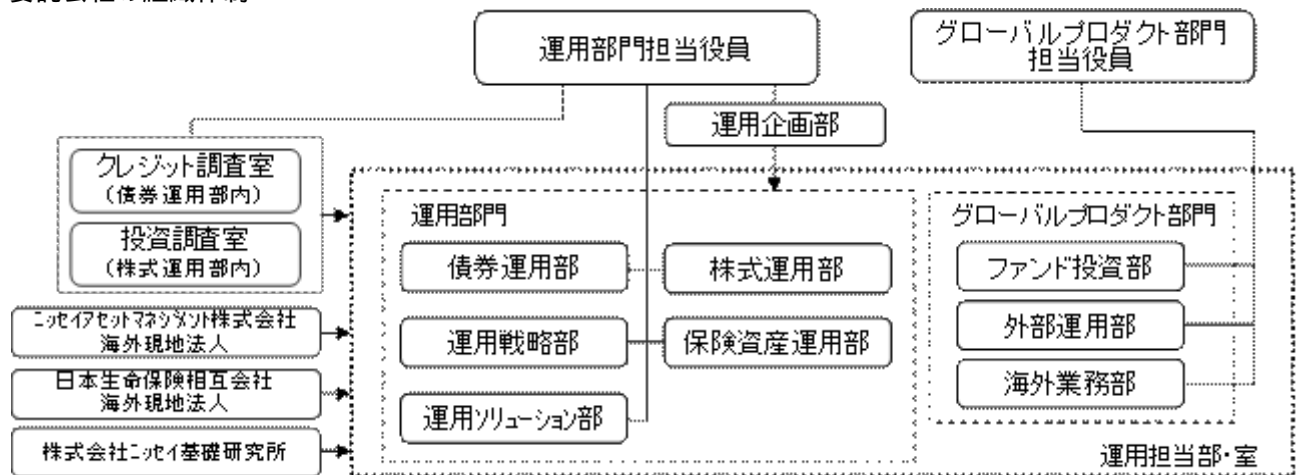 運用部門担当役員
グローバルプロダクト部門
担当役員
運用企画部
クレジット調査室
(債券運用部内)
投資調査室
(株式運用部内)
運用部門
グローバルプロダクト部門
債券運用部
株式運用部
ファンド投資部
ニッセイアセットマネジメント株式会社
海外現地法人
運用戦略部
保険資産運用部
外部運用部
日本生命保険相互会社
海外現地法人
海外業務部
運用ソリューション部
株式会社ニッセイ基礎研究所
運用担当部・室